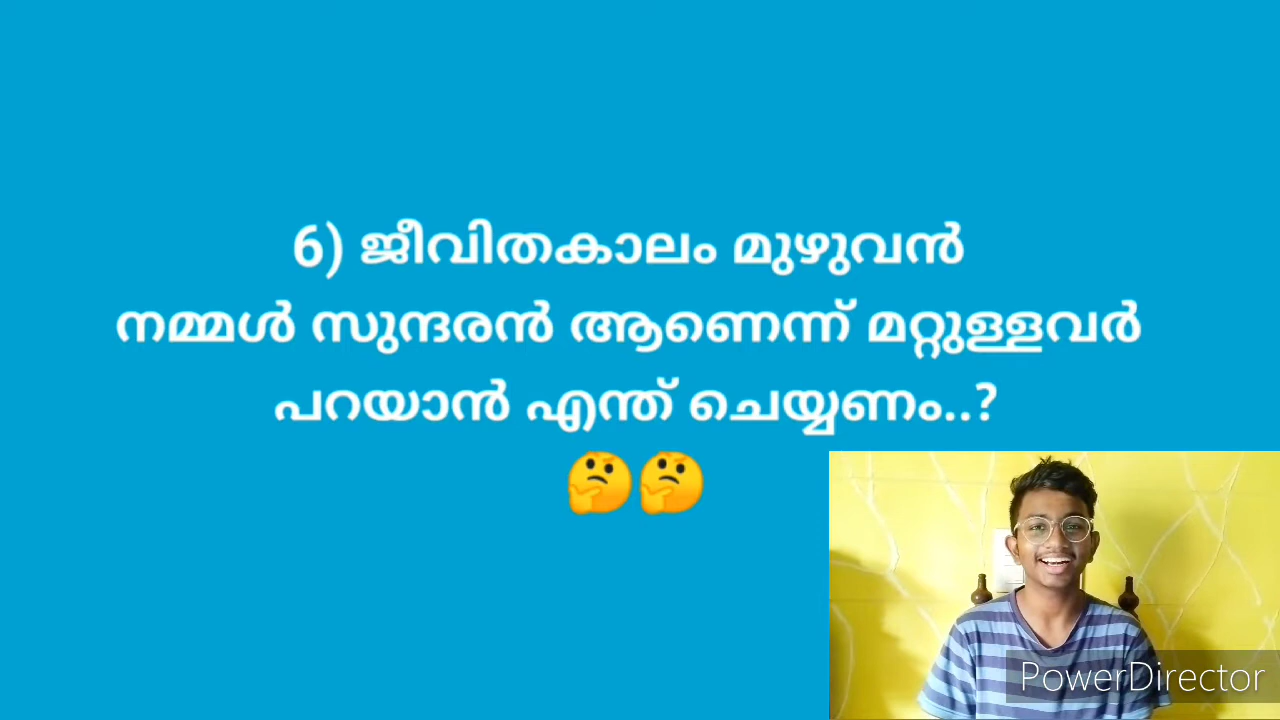 6) ജീവിതകാലം മുഴുവൻ
നമ്മൾ സുന്ദരൻ ആണെന്ന് മറ്റുള്ളവർ
പറയാൻ എന്ത് ചെയ്യണം..?
🤔🤔
PowerDirector